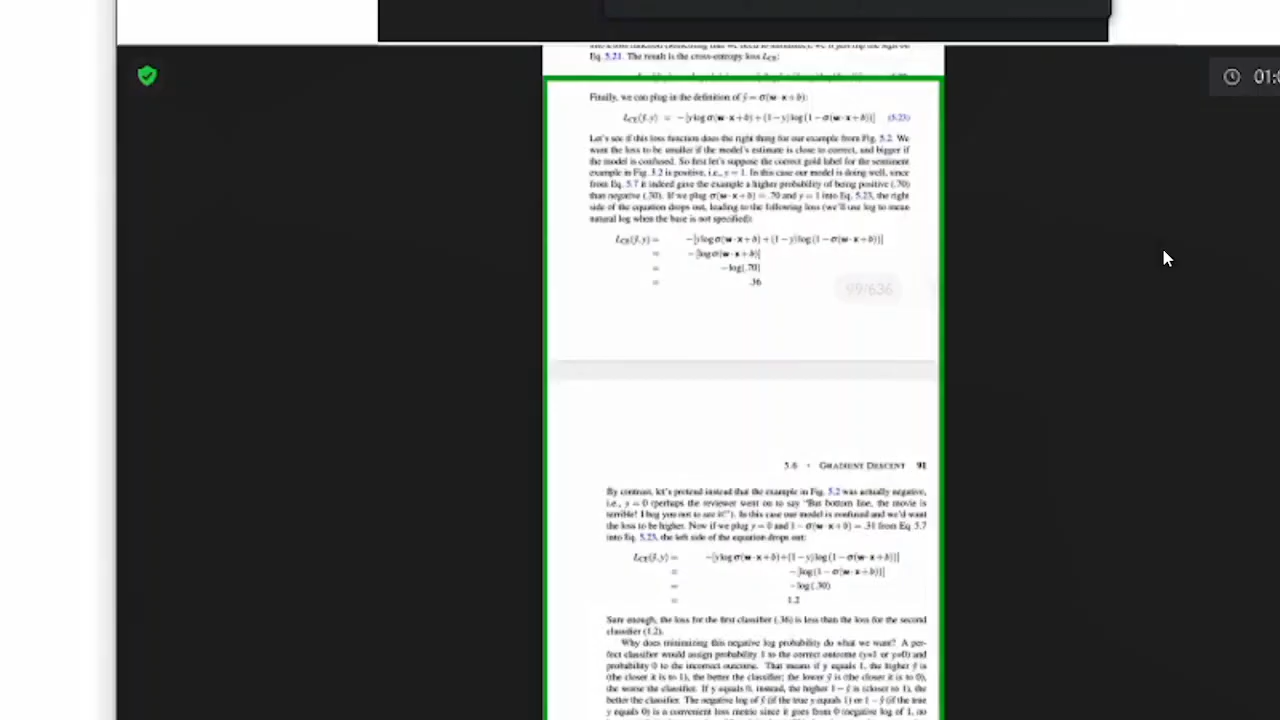 01:0
Eq. 5.21. The result is the cross-entropy loss L_CE:
Finally, we can plug in the definition of ŷ = σ(w·x+b):
L_CE(ŷ,y) = −[y log σ(w·x+b)+(1−y) log(1−σ(w·x+b))] (5.23)
Let's see if this loss function does the right thing for our example from Fig. 5.2. We
want the loss to be smaller if the model's estimate is close to correct, and bigger if
the model is confused. So first let's suppose the correct gold label for the sentiment
example in Fig. 5.2 is positive, i.e., y = 1. In this case our model is doing well, since
from Eq. 5.7 it indeed gave the example a higher probability of being positive (.70)
than negative (.30). If we plug σ(w·x+b) = .70 and y = 1 into Eq. 5.23, the right
side of the equation drops out, leading to the following loss (we'll use log to mean
natural log when the base is not specified):
L_CE(ŷ,y) = −[y log σ(w·x+b)+(1−y) log(1−σ(w·x+b))]
= −[log σ(w·x+b)]
= −log(.70)
= .36
99/636
5.6 • GRADIENT DESCENT 91
By contrast, let's pretend instead that the example in Fig. 5.2 was actually negative,
i.e., y = 0 (perhaps the reviewer went on to say "But bottom line, the movie is
terrible! I beg you not to see it!"). In this case our model is confused and we'd want
the loss to be higher. Now if we plug y = 0 and 1−σ(w·x+b) = .31 from Eq. 5.7
into Eq. 5.23, the left side of the equation drops out:
L_CE(ŷ,y) = −[y log σ(w·x+b)+(1−y) log(1−σ(w·x+b))]
= −[log(1−σ(w·x+b))]
= −log(.30)
= 1.2
Sure enough, the loss for the first classifier (.36) is less than the loss for the second
classifier (1.2).
Why does minimizing this negative log probability do what we want? A per-
fect classifier would assign probability 1 to the correct outcome (y=1 or y=0) and
probability 0 to the incorrect outcome. That means if y equals 1, the higher ŷ is
(the closer it is to 1), the better the classifier; the lower ŷ is (the closer it is to 0),
the worse the classifier. If y equals 0, instead, the higher 1−ŷ is (closer to 1), the
better the classifier. The negative log of ŷ (if the true y equals 1) or 1−ŷ (if the true
y equals 0) is a convenient loss metric since it goes from 0 (negative log of 1, no